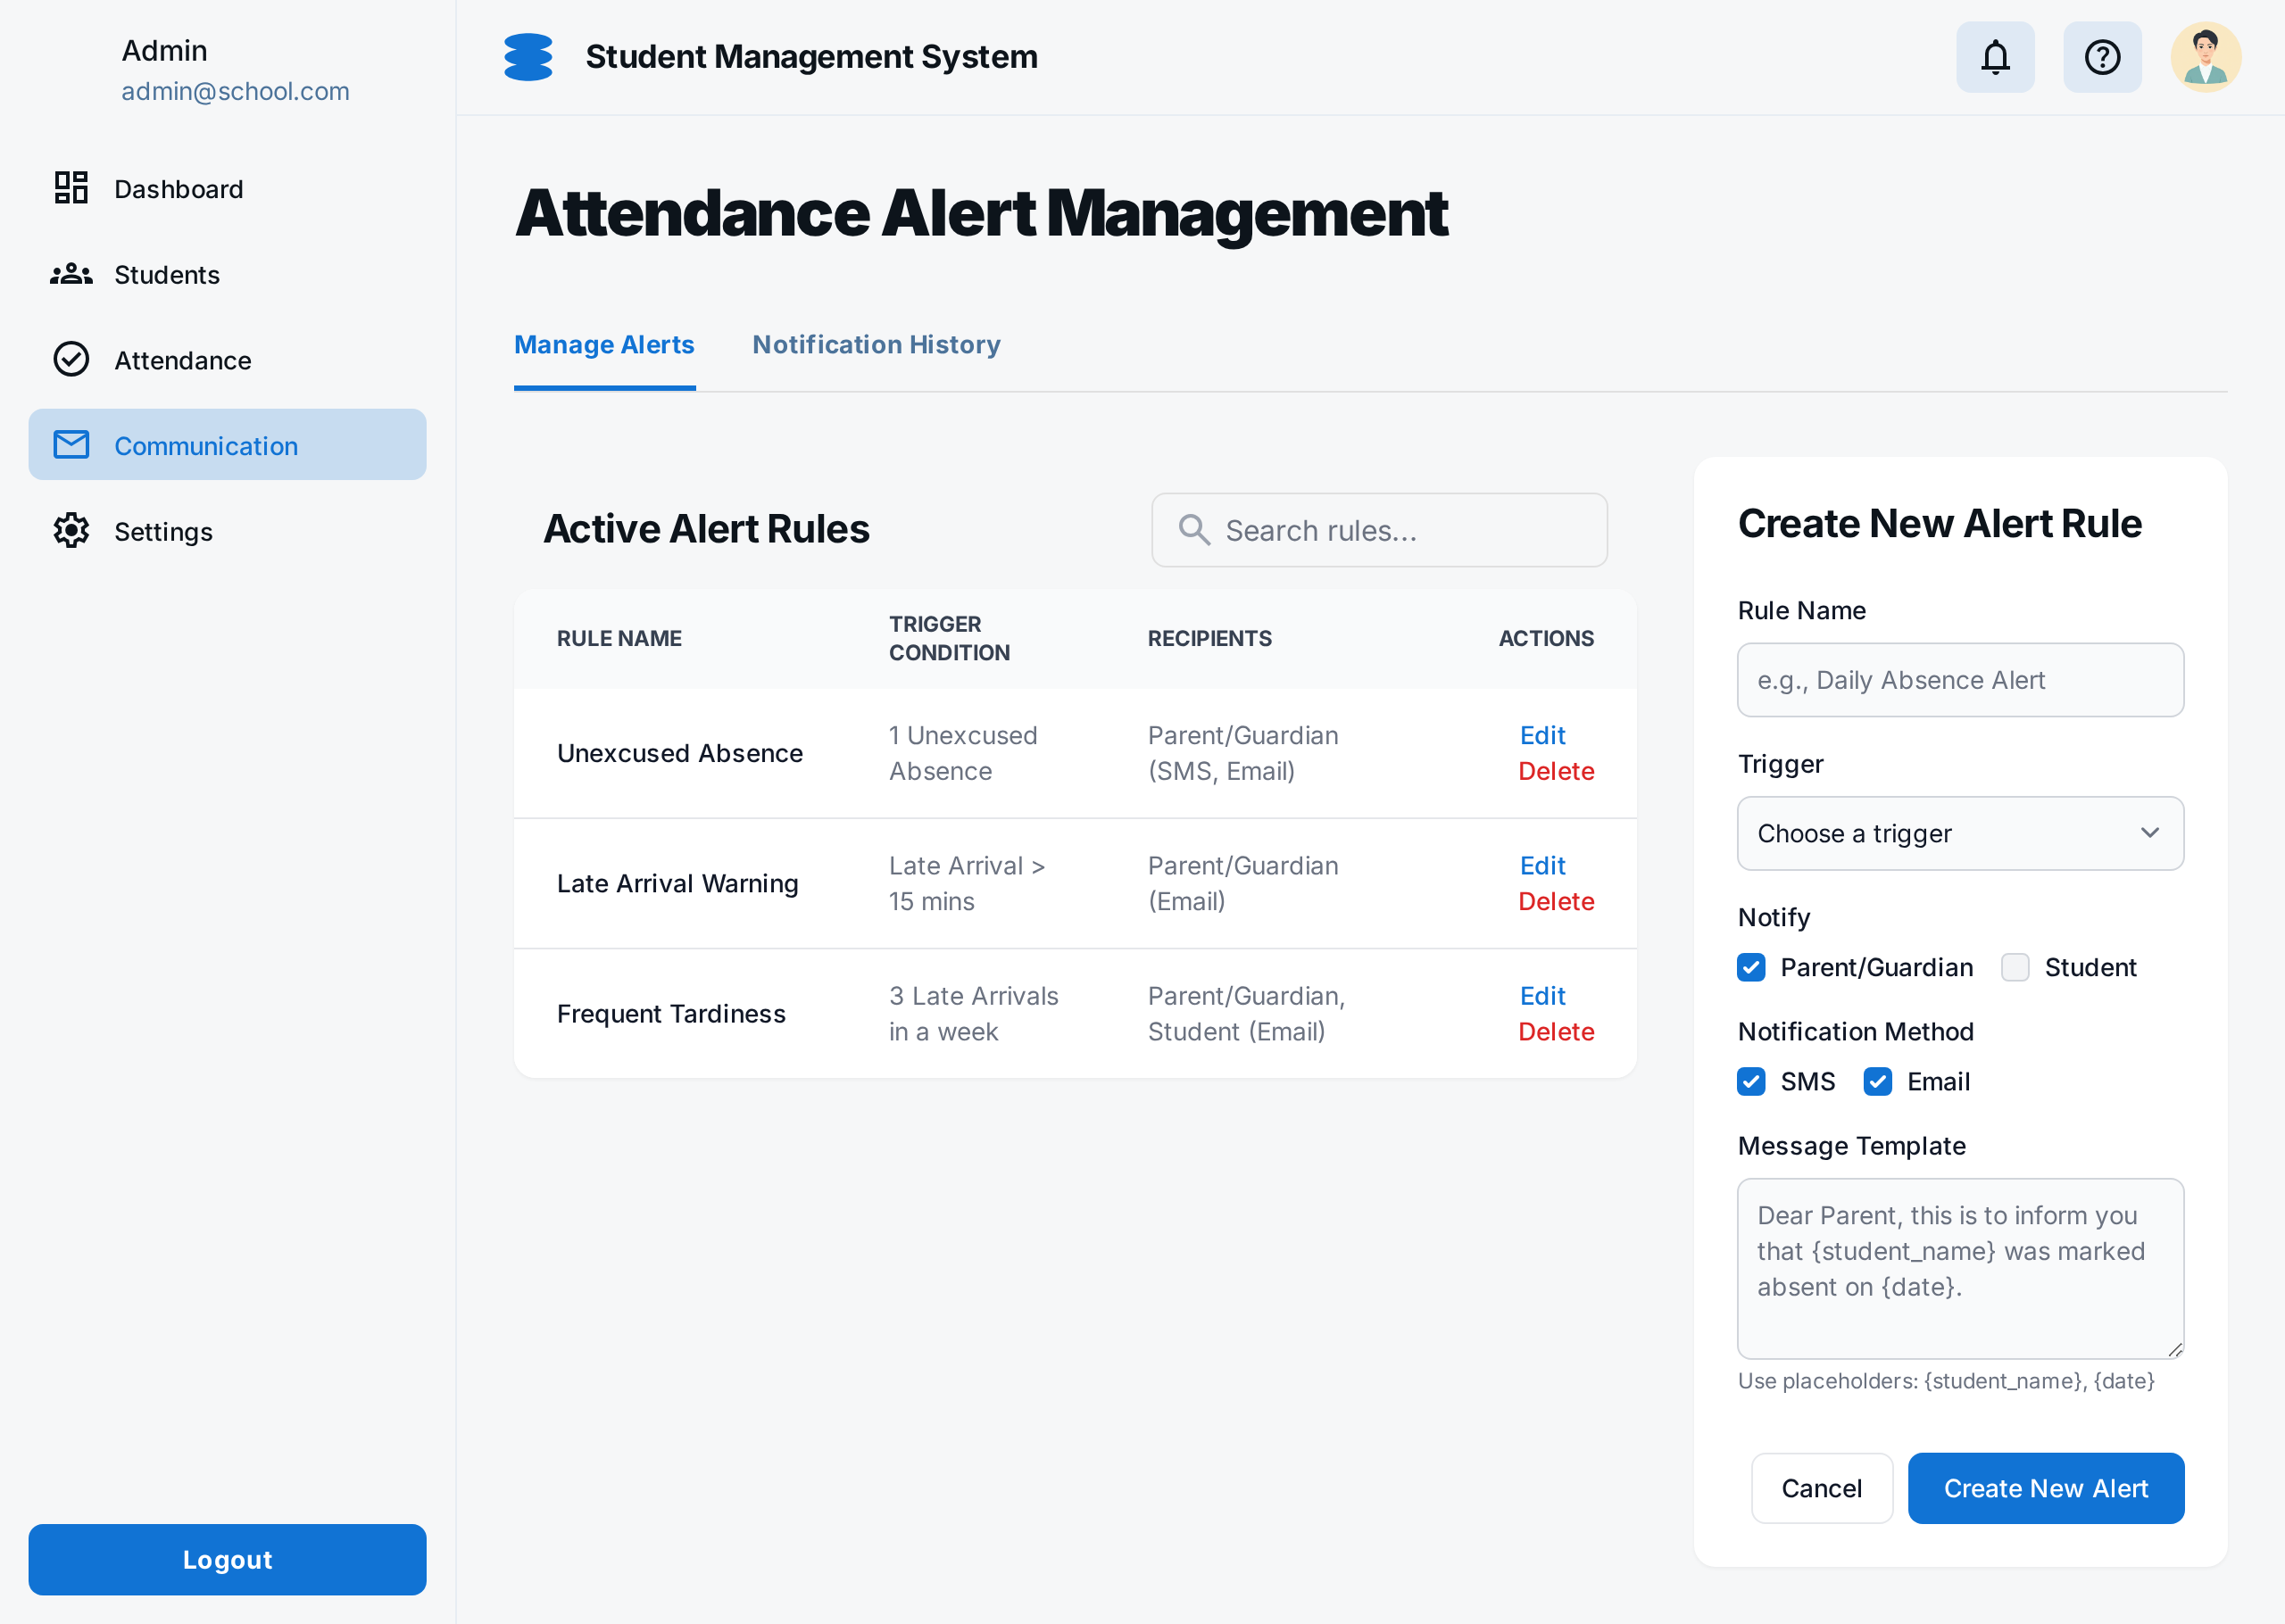 Admin
admin@school.com
Dashboard
Students
Attendance
Communication
Settings
Logout
Student Management System
Attendance Alert Management
Manage Alerts
Notification History
Active Alert Rules
Search rules...
RULE NAME
TRIGGER
CONDITION
RECIPIENTS
ACTIONS
Unexcused Absence
1 Unexcused
Absence
Parent/Guardian
(SMS, Email)
Edit
Delete
Late Arrival Warning
Late Arrival >
15 mins
Parent/Guardian
(Email)
Edit
Delete
Frequent Tardiness
3 Late Arrivals
in a week
Parent/Guardian,
Student (Email)
Edit
Delete
Create New Alert Rule
Rule Name
e.g., Daily Absence Alert
Trigger
Choose a trigger
Notify
Parent/Guardian
Student
Notification Method
SMS
Email
Message Template
Dear Parent, this is to inform you
that {student_name} was marked
absent on {date}.
Use placeholders: {student_name}, {date}
Cancel
Create New Alert